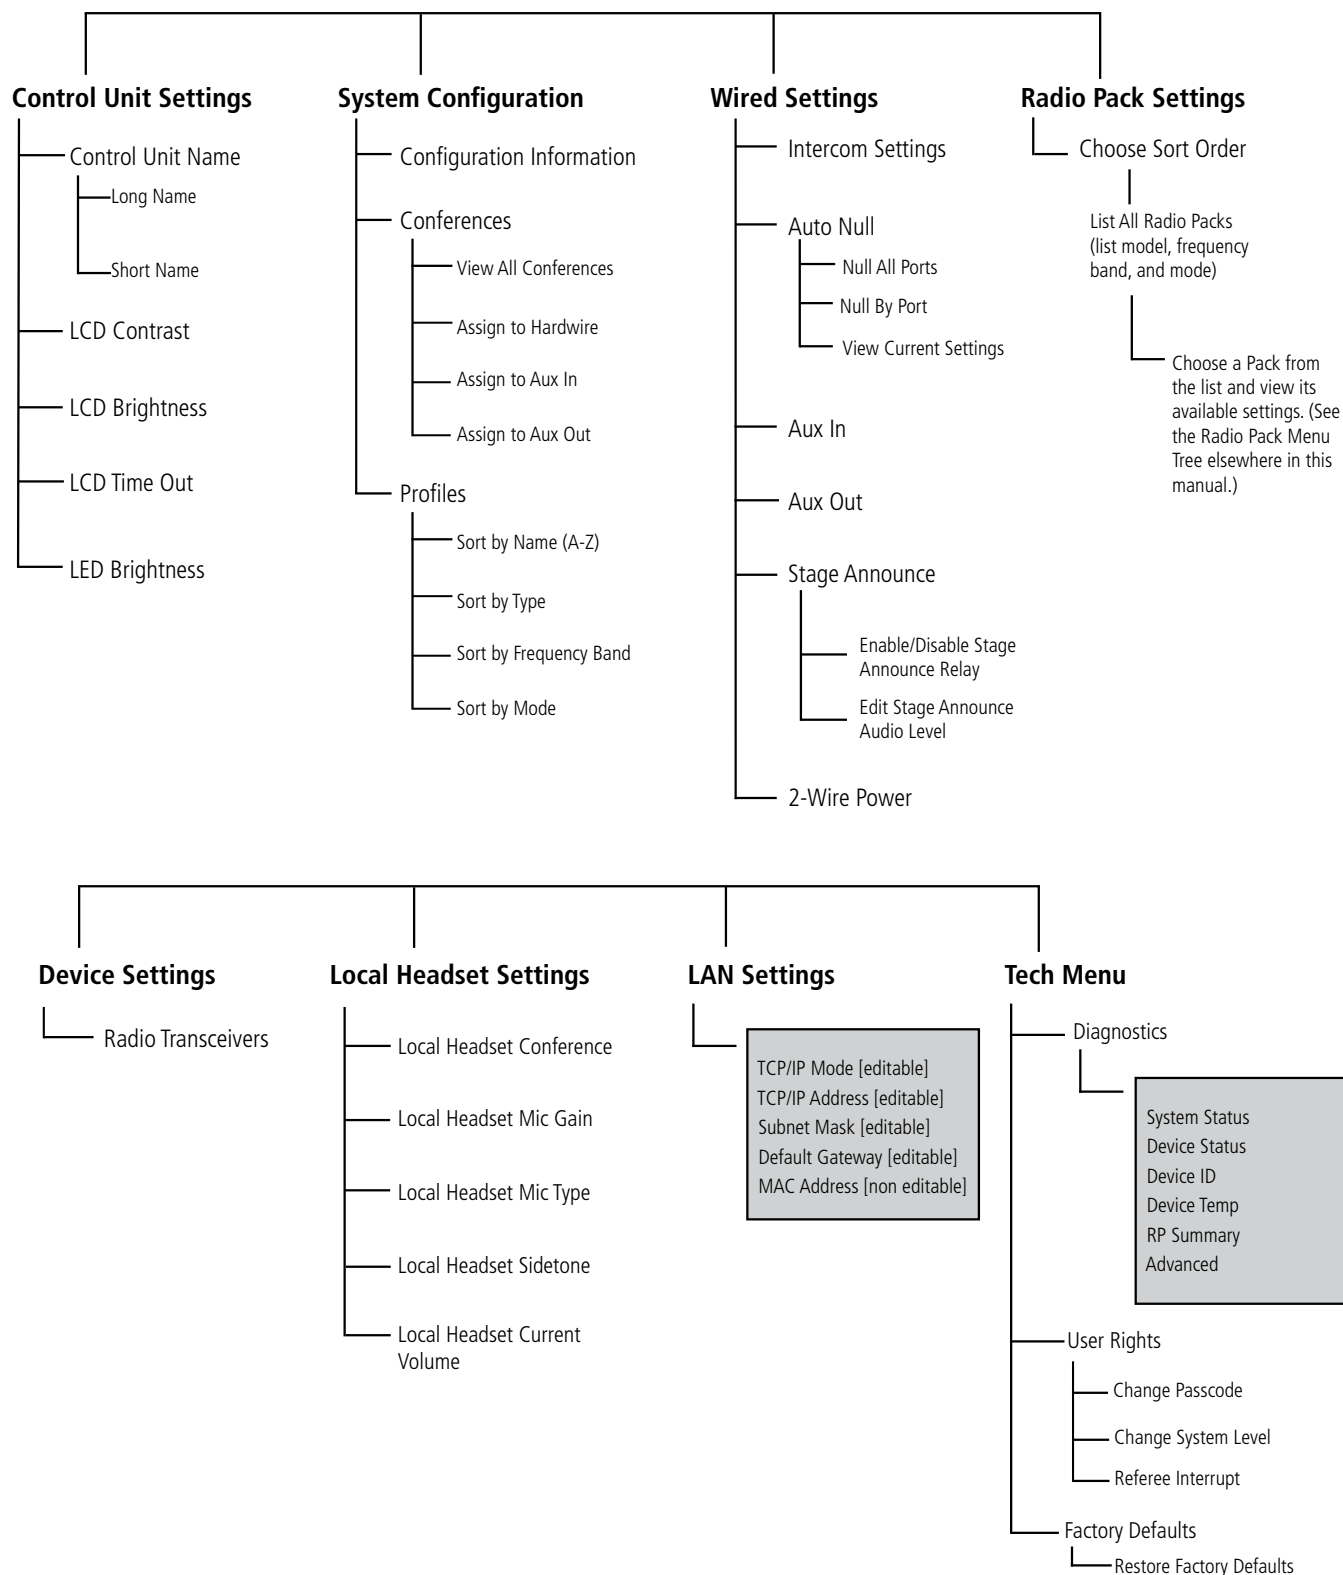 Control Unit Settings
Control Unit Name
Long Name
Short Name
LCD Contrast
LCD Brightness
LCD Time Out
LED Brightness
System Configuration
Configuration Information
Conferences
View All Conferences
Assign to Hardwire
Assign to Aux In
Assign to Aux Out
Profiles
Sort by Name (A-Z)
Sort by Type
Sort by Frequency Band
Sort by Mode
Wired Settings
Intercom Settings
Auto Null
Null All Ports
Null By Port
View Current Settings
Aux In
Aux Out
Stage Announce
Enable/Disable Stage
Announce Relay
Edit Stage Announce
Audio Level
2-Wire Power
Radio Pack Settings
Choose Sort Order
List All Radio Packs
(list model, frequency
band, and mode)
Choose a Pack from
the list and view its
available settings. (See
the Radio Pack Menu
Tree elsewhere in this
manual.)
Device Settings
Radio Transceivers
Local Headset Settings
Local Headset Conference
Local Headset Mic Gain
Local Headset Mic Type
Local Headset Sidetone
Local Headset Current
Volume
LAN Settings
TCP/IP Mode [editable]
TCP/IP Address [editable]
Subnet Mask [editable]
Default Gateway [editable]
MAC Address [non editable]
Tech Menu
Diagnostics
System Status
Device Status
Device ID
Device Temp
RP Summary
Advanced
User Rights
Change Passcode
Change System Level
Referee Interrupt
Factory Defaults
Restore Factory Defaults